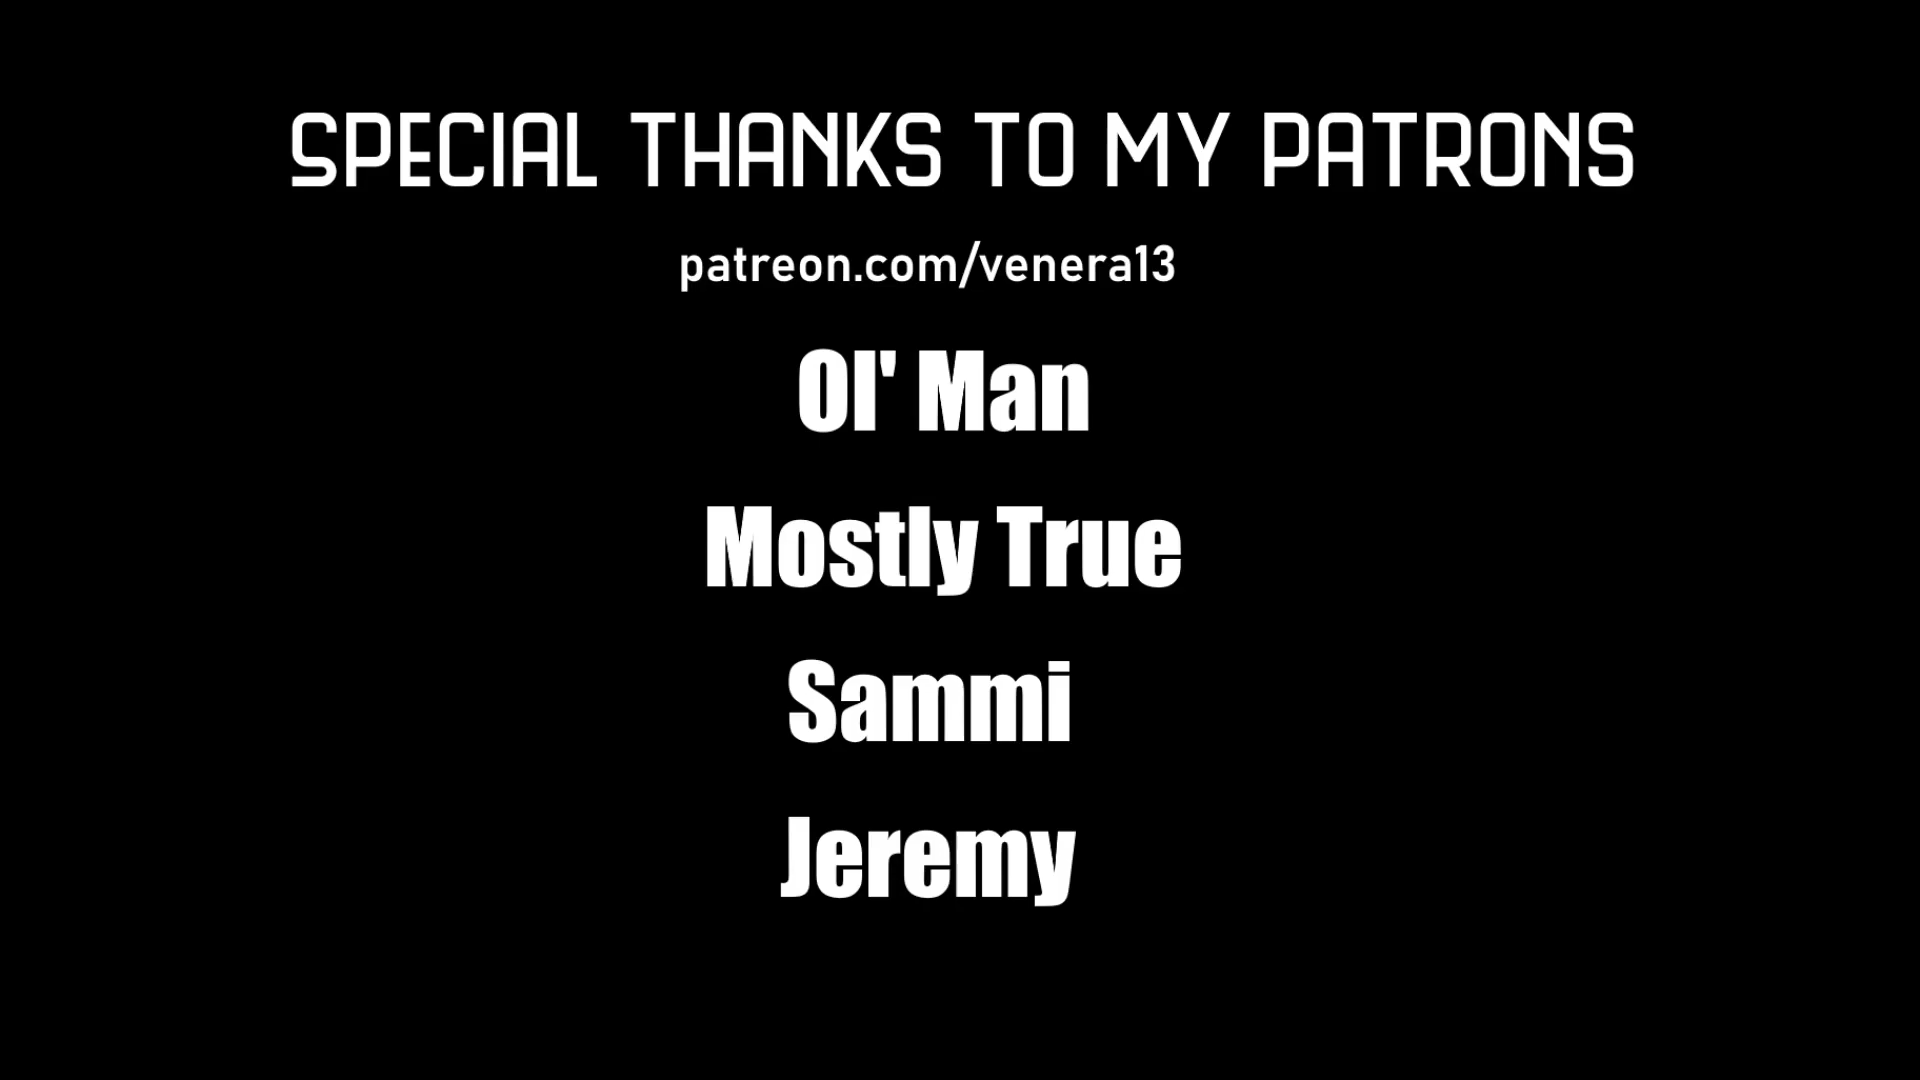 SPECIAL THANKS TO MY PATRONS
patreon.com/venera13
Ol' Man
Mostly True
Sammi
Jeremy